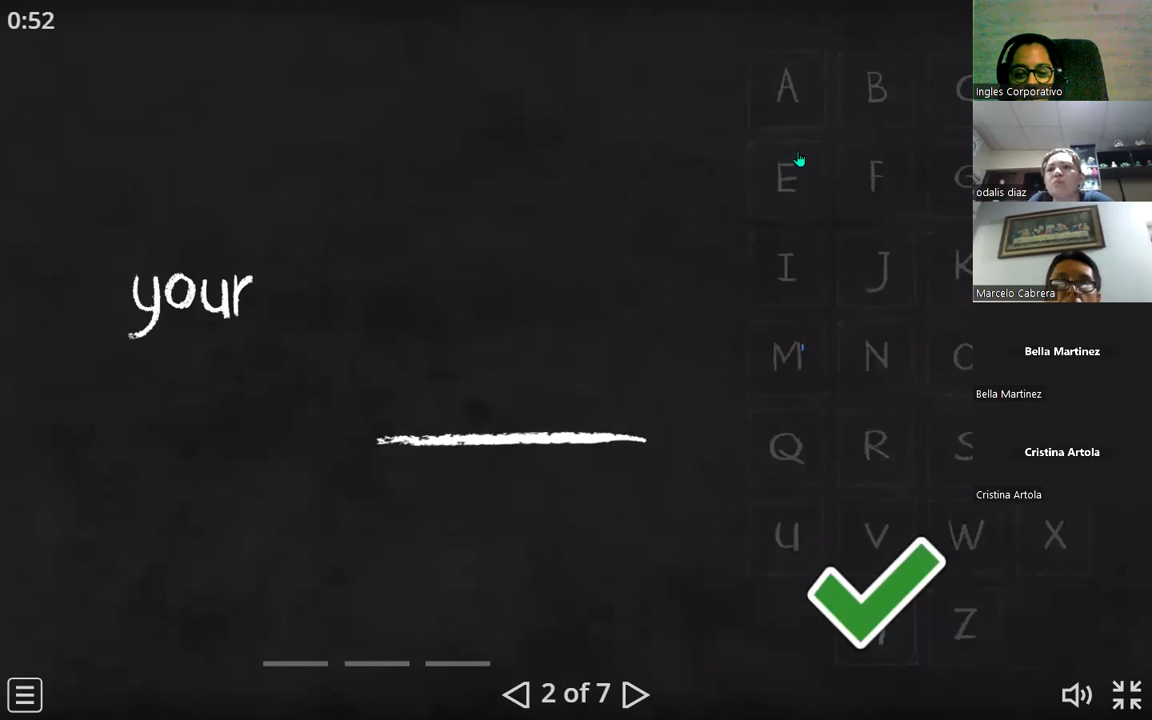 0:52
A B
E F G
I J K
M N
Q R S
U V W X
Z
your
2 of 7
Ingles Corporativo
odalis diaz
Marcelo Cabrera
Bella Martinez
Bella Martinez
Cristina Artola
Cristina Artola